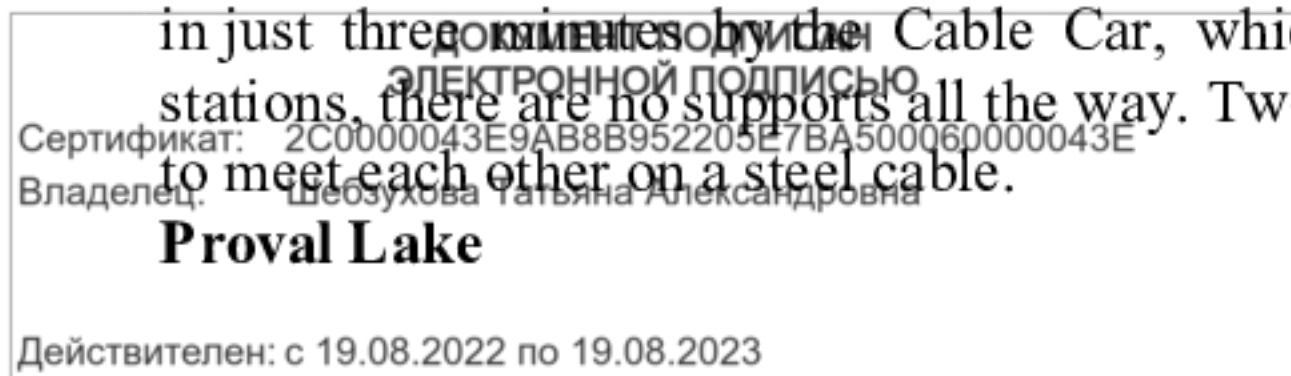 in just three minutes by the Cable Car, whi
ДОКУМЕНТ ПОДПИСАН
ЭЛЕКТРОННОЙ ПОДПИСЬЮ
stations, there are no supports all the way. Tw
Сертификат: 2C0000043E9AB8B952205E7BA500060000043E
to meet each other on a steel cable.
Владелец: Шебзухова Татьяна Александровна
Proval Lake
Действителен: с 19.08.2022 по 19.08.2023